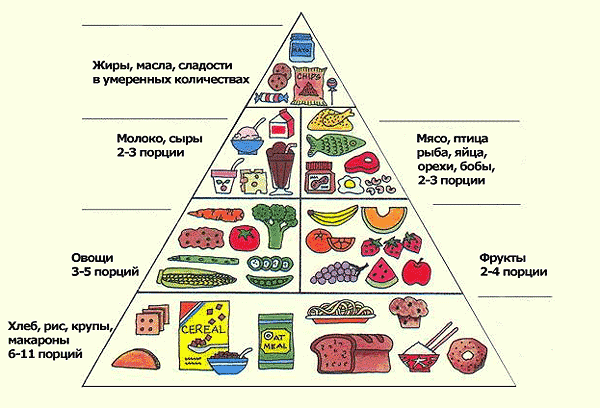 Жиры, масла, сладости
в умеренных количествах
MAYO
CHIPS
Молоко, сыры
2-3 порции
Мясо, птица
рыба, яйца,
орехи, бобы,
2-3 порции
Овощи
3-5 порций
Фрукты
2-4 порции
Хлеб, рис, крупы,
макароны
6-11 порций
CEREAL
OAT
MEAL